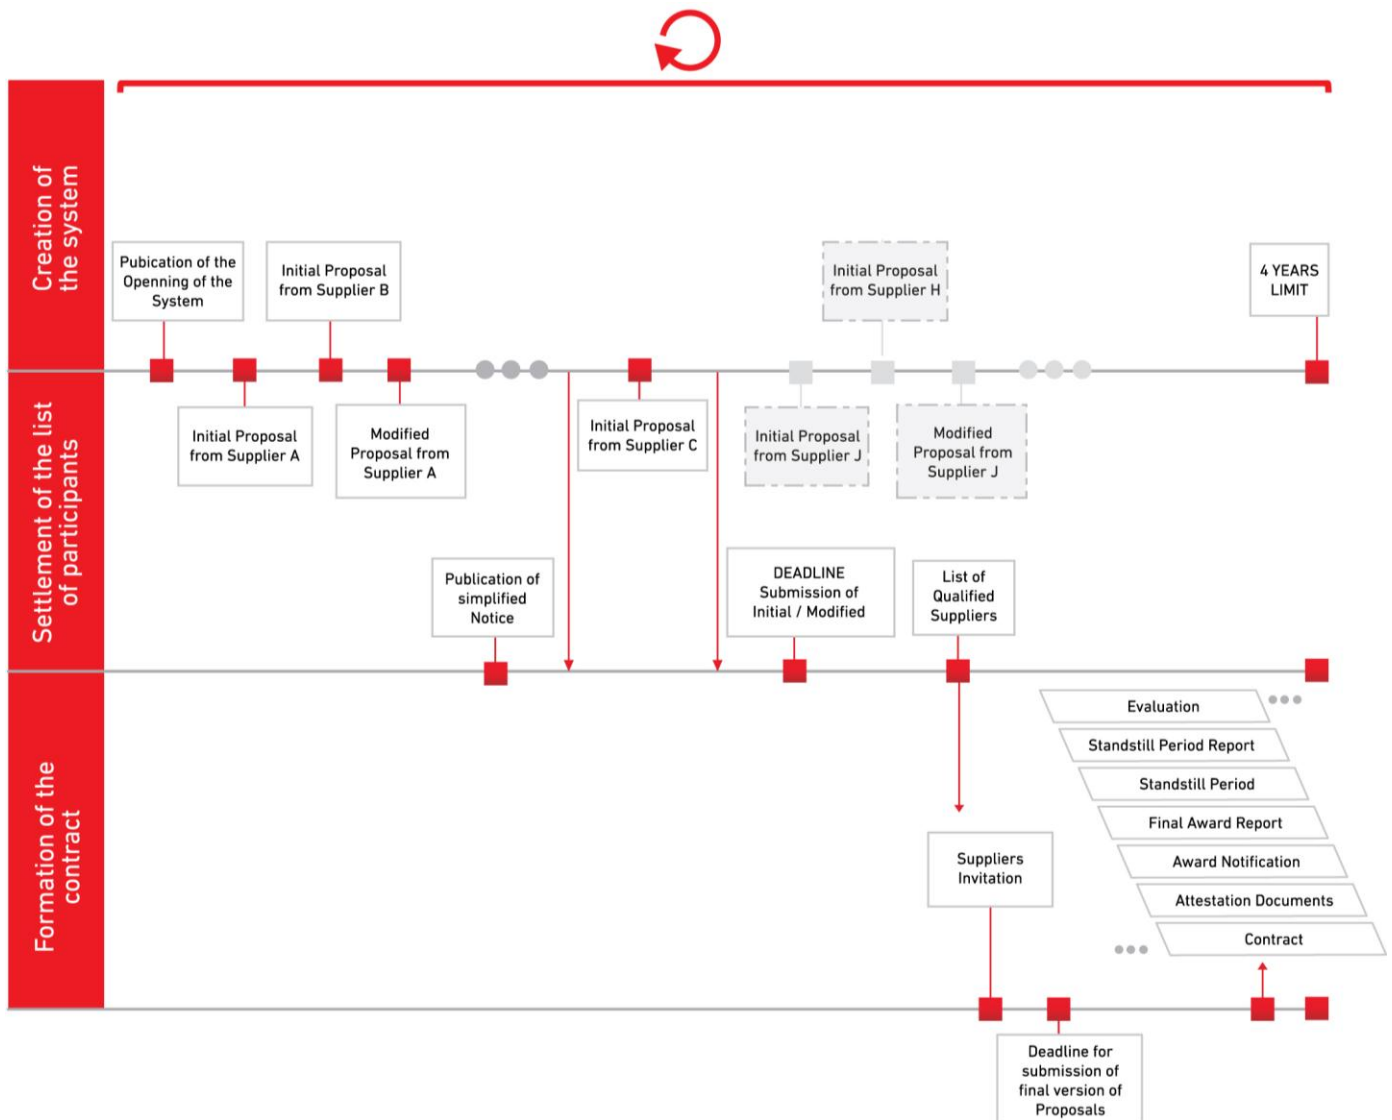 Creation of
the system
Pubication of the
Openning of the
System
Initial Proposal
from Supplier B
Initial Proposal
from Supplier H
4 YEARS
LIMIT
Settlement of the list
of participants
Initial Proposal
from Supplier A
Modified
Proposal from
Supplier A
Initial Proposal
from Supplier C
Initial Proposal
from Supplier J
Modified
Proposal from
Supplier J
Publication of
simplified
Notice
DEADLINE
Submission of
Initial / Modified
List of
Qualified
Suppliers
Formation of the
contract
Evaluation
Standstill Period Report
Standstill Period
Final Award Report
Award Notification
Attestation Documents
Contract
Suppliers
Invitation
Deadline for
submission of
final version of
Proposals